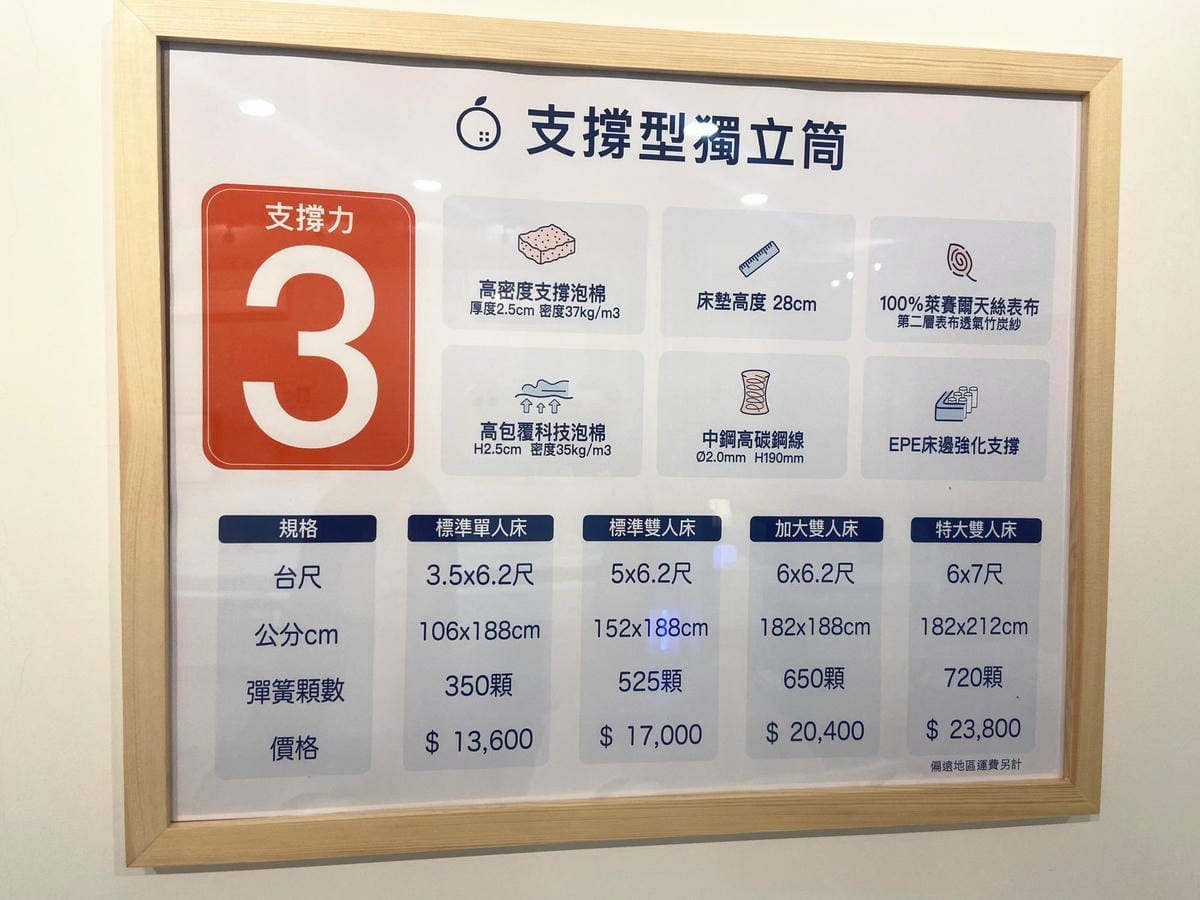 支撐型獨立筒
支撐力
3
高密度支撐泡棉
厚度2.5cm 密度37kg/m3
床墊高度 28cm
100%萊賽爾天絲表布
第二層表布透氣竹炭紗
高包覆科技泡棉
H2.5cm 密度35kg/m3
中鋼高碳鋼線
Ø2.0mm H190mm
EPE床邊強化支撐
規格 標準單人床 標準雙人床 加大雙人床 特大雙人床
台尺 3.5x6.2尺 5x6.2尺 6x6.2尺 6x7尺
公分cm 106x188cm 152x188cm 182x188cm 182x212cm
彈簧顆數 350顆 525顆 650顆 720顆
價格 $ 13,600 $ 17,000 $ 20,400 $ 23,800
偏遠地區運費另計